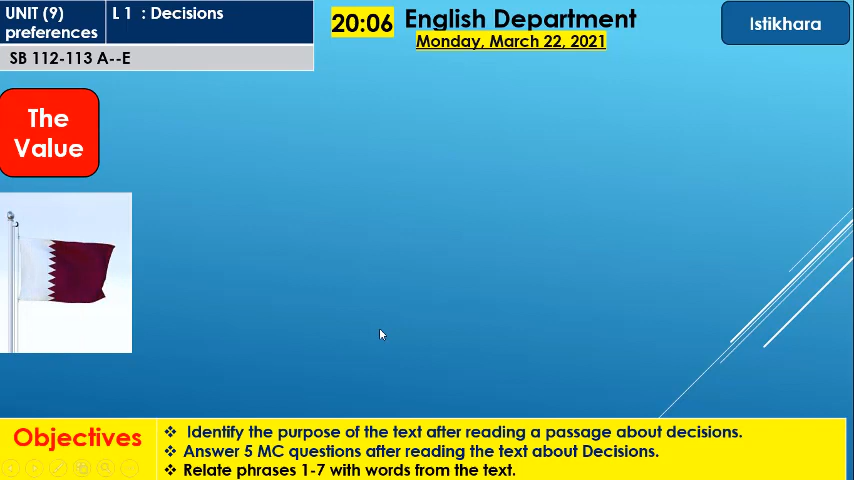 UNIT (9)
preferences
L 1 : Decisions
SB 112-113 A--E
20:06
English Department
Monday, March 22, 2021
Istikhara
The
Value
Objectives
❖ Identify the purpose of the text after reading a passage about decisions.
❖ Answer 5 MC questions after reading the text about Decisions.
❖ Relate phrases 1-7 with words from the text.